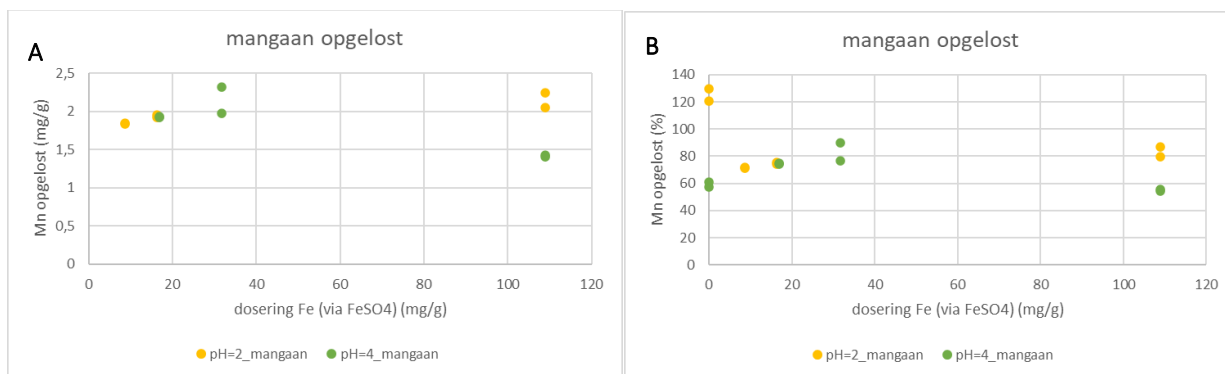 A
mangaan opgelost
Mn opgelost (mg/g)
2,5
2
1,5
1
0,5
0
0 20 40 60 80 100 120
dosering Fe (via FeSO4) (mg/g)
pH=2_mangaan pH=4_mangaan
B
mangaan opgelost
Mn opgelost (%)
140
120
100
80
60
40
20
0
0 20 40 60 80 100 120
dosering Fe (via FeSO4) (mg/g)
pH=2_mangaan pH=4_mangaan